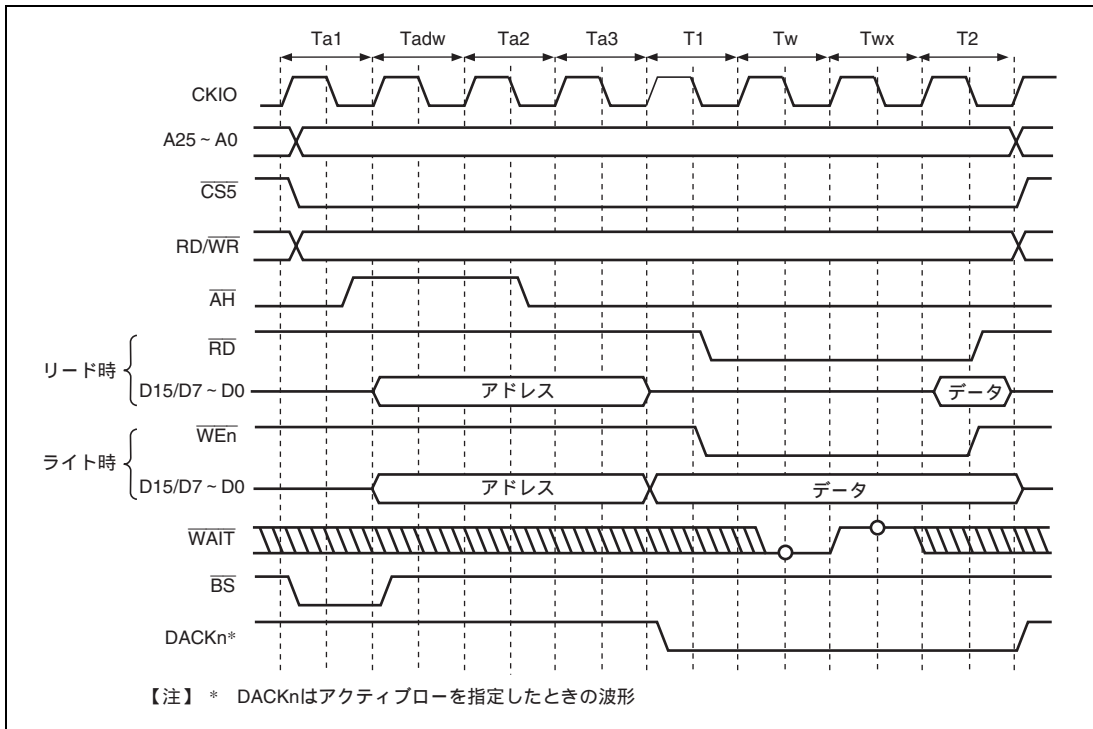 Ta1 Tadw Ta2 Ta3 T1 Tw Twx T2
CKIO
A25 ~ A0
CS5
RD/WR
AH
リード時
RD
D15/D7 ~ D0 アドレス データ
ライト時
WEn
D15/D7 ~ D0 アドレス データ
WAIT
BS
DACKn*
【注】 * DACKnはアクティブローを指定したときの波形